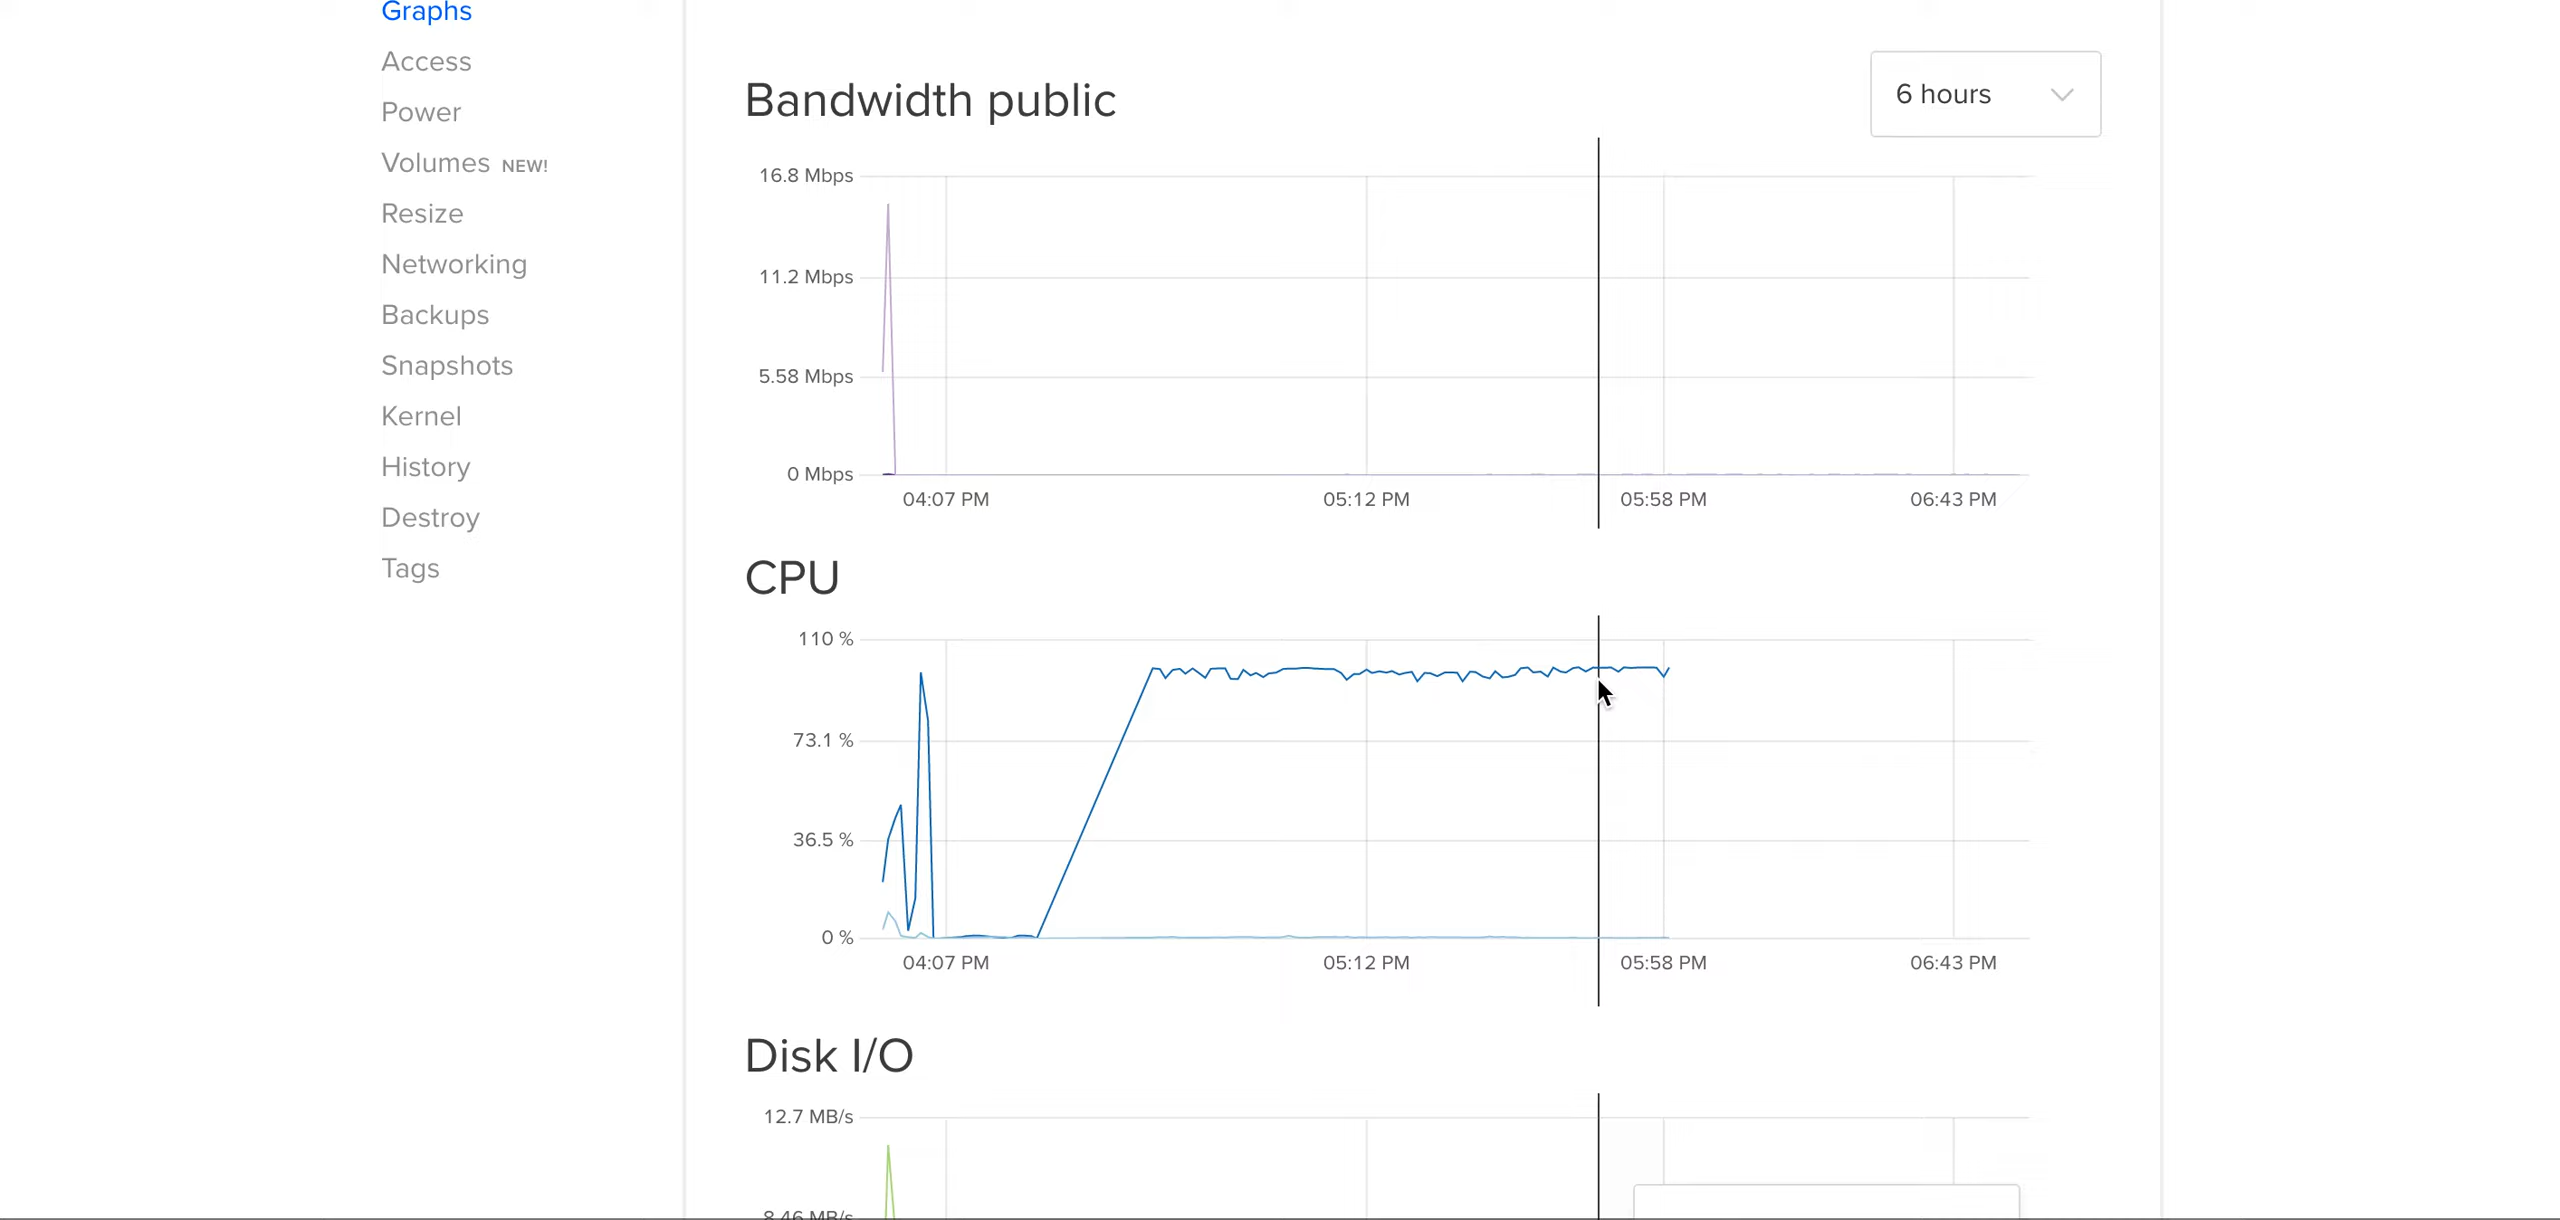 Graphs
Access
Power
Volumes NEW!
Resize
Networking
Backups
Snapshots
Kernel
History
Destroy
Tags
Bandwidth public
6 hours
16.8 Mbps
11.2 Mbps
5.58 Mbps
0 Mbps
04:07 PM 05:12 PM 05:58 PM 06:43 PM
CPU
110 %
73.1 %
36.5 %
0 %
04:07 PM 05:12 PM 05:58 PM 06:43 PM
Disk I/O
12.7 MB/s
8.46 MB/s